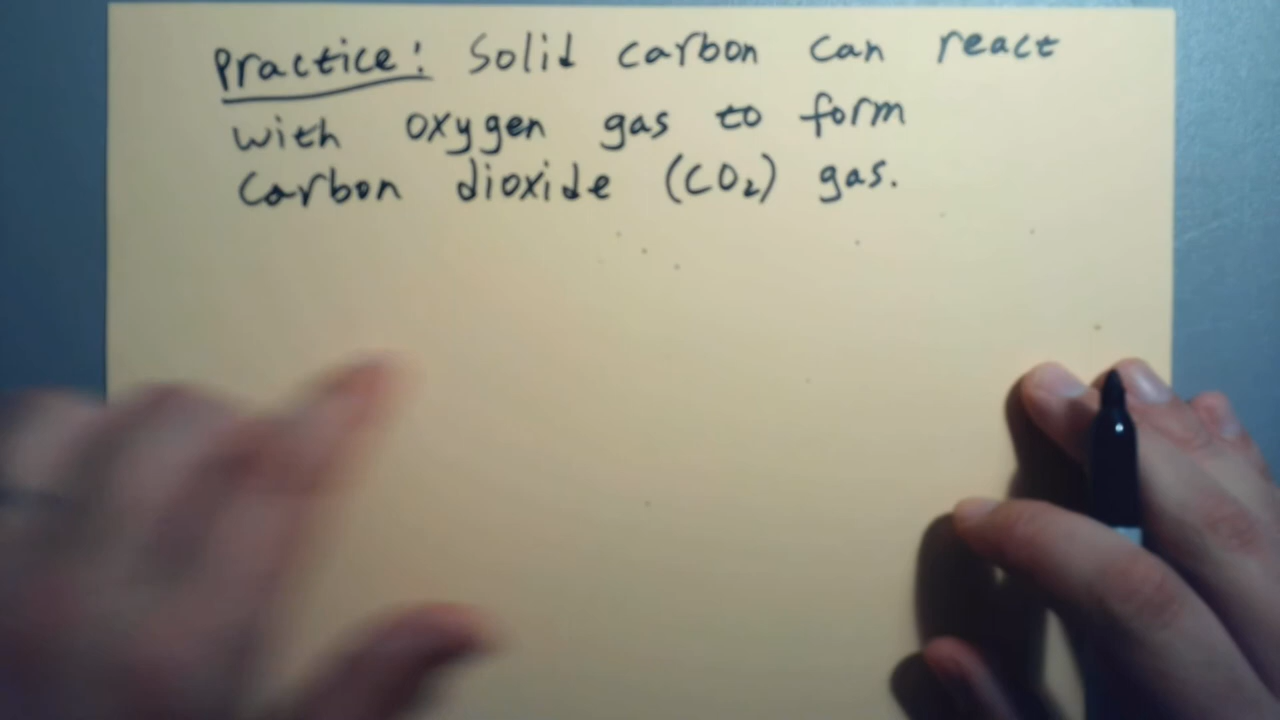 Practice: Solid carbon can react
with oxygen gas to form
Carbon dioxide (CO₂) gas.